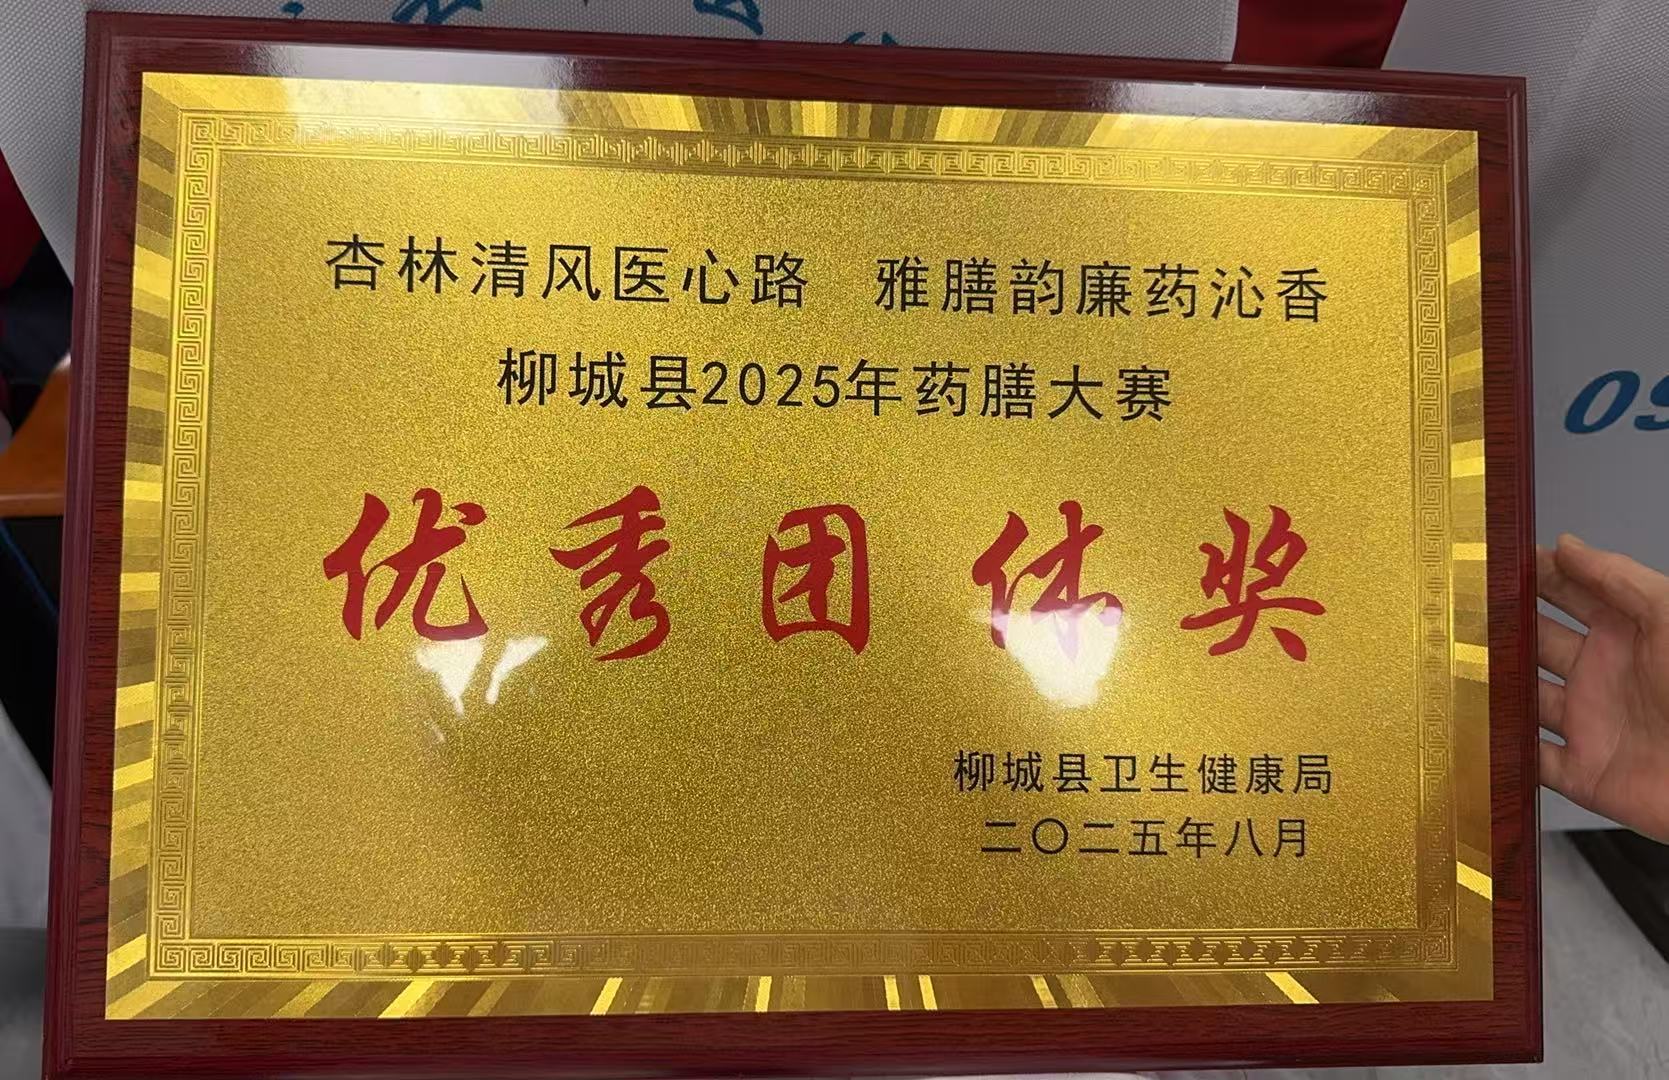 杏林清风医心路 雅膳韵廉药沁香
柳城县2025年药膳大赛
优秀团体奖
柳城县卫生健康局
二〇二五年八月